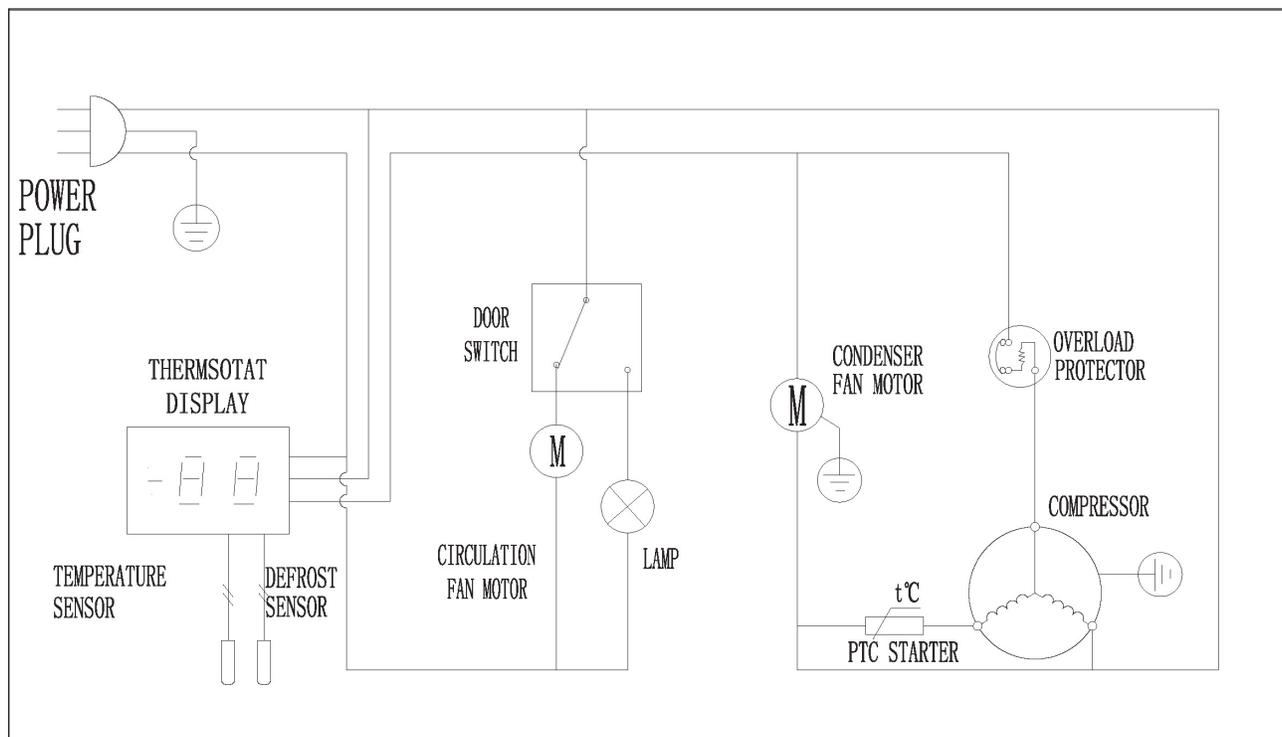 POWER
PLUG
THERMSOTAT
DISPLAY
-88
TEMPERATURE
SENSOR
DEFROST
SENSOR
DOOR
SWITCH
M
CIRCULATION
FAN MOTOR
LAMP
CONDENSER
FAN MOTOR
M
OVERLOAD
PROTECTOR
COMPRESSOR
t℃
PTC STARTER